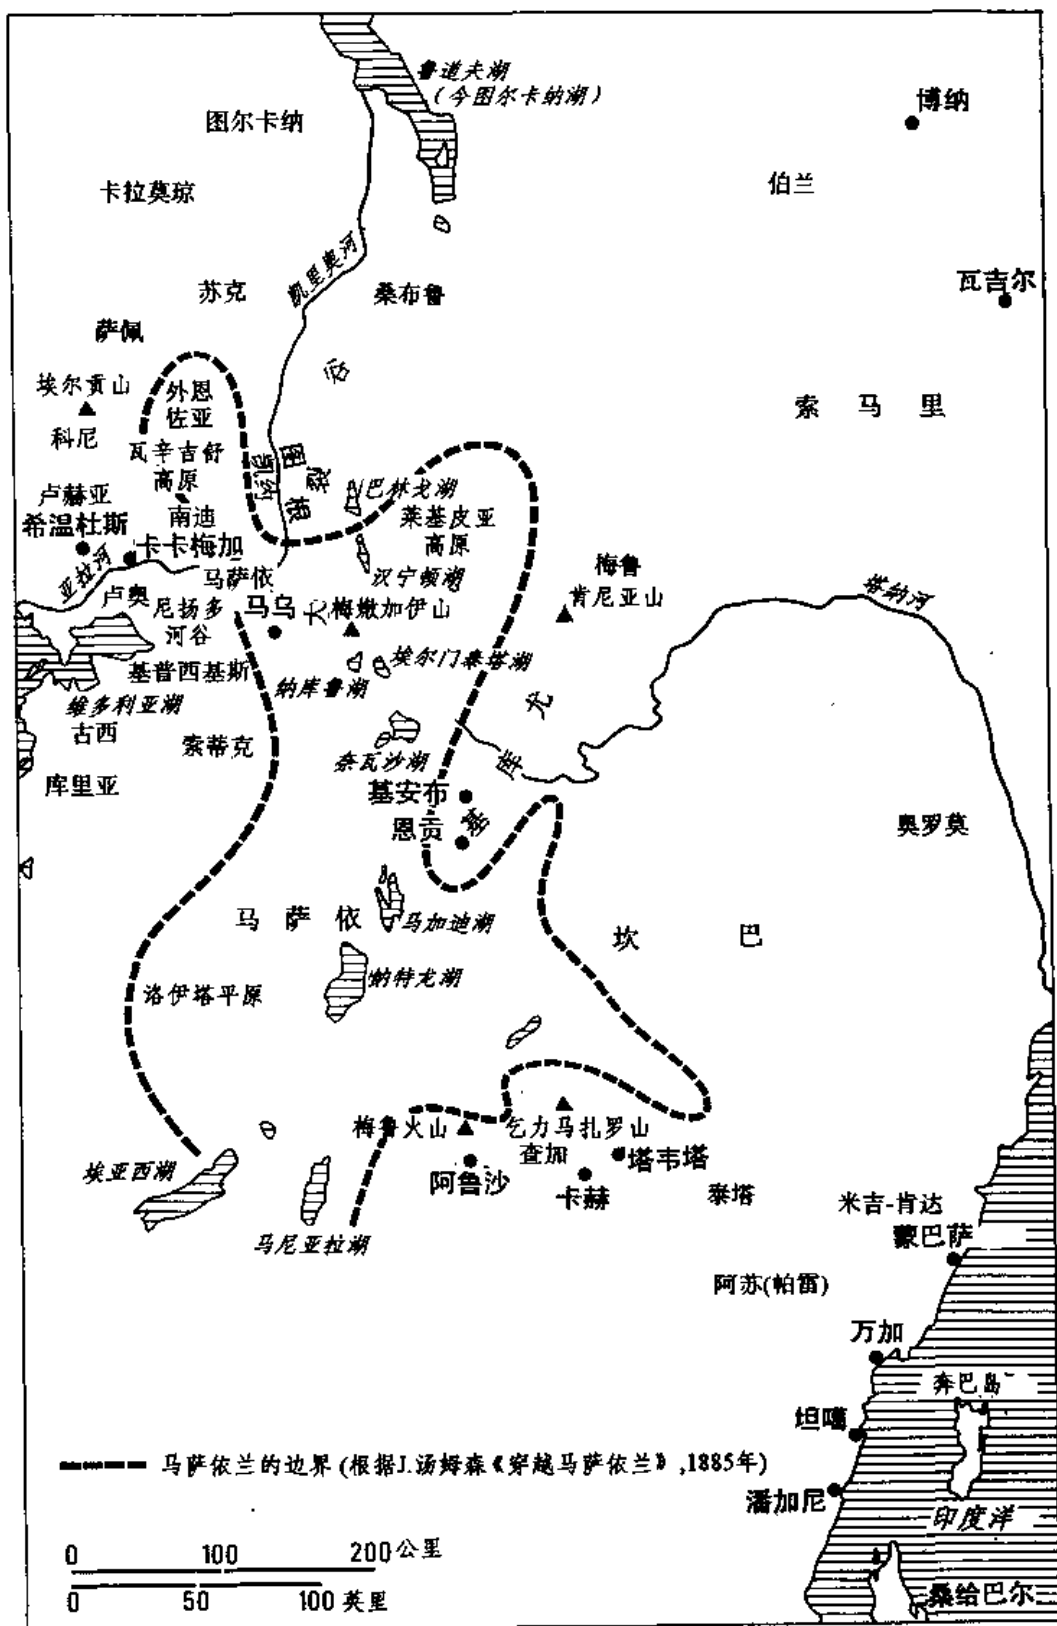 鲁道夫湖
(今图尔卡纳湖)
博纳
图尔卡纳
伯兰
卡拉莫琼
凯里奥河
瓦吉尔
苏克
桑布鲁
萨佩
谷
埃尔贡山
外恩
佐亚
索马里
科尼
瓦辛吉舒
高原
图根
裂
巴林戈湖
卢赫亚
莱基皮亚
高原
希温杜斯
南迪
卡卡梅加
汉宁顿湖
梅鲁
亚拉河
马萨依
肯尼亚山
塔纳河
卢奥
尼扬多
河谷
马乌
大
梅嫩加伊山
基普西基斯
埃尔门泰塔湖
纳库鲁湖
维多利亚湖
古西
索蒂克
奈瓦沙湖
基库尤
库里亚
基安布
恩贡
奥罗莫
马萨依
马加迪湖
坎巴
纳特龙湖
洛伊塔平原
梅鲁火山
乞力马扎罗山
查加
塔韦塔
埃亚西湖
阿鲁沙
卡赫
泰塔
米吉-肯达
马尼亚拉湖
蒙巴萨
阿苏(帕雷)
万加
奔巴岛
坦噶
马萨依兰的边界(根据J.汤姆森《穿越马萨依兰》,1885年)
潘加尼
印度洋
0 100 200公里
0 50 100英里
桑给巴尔